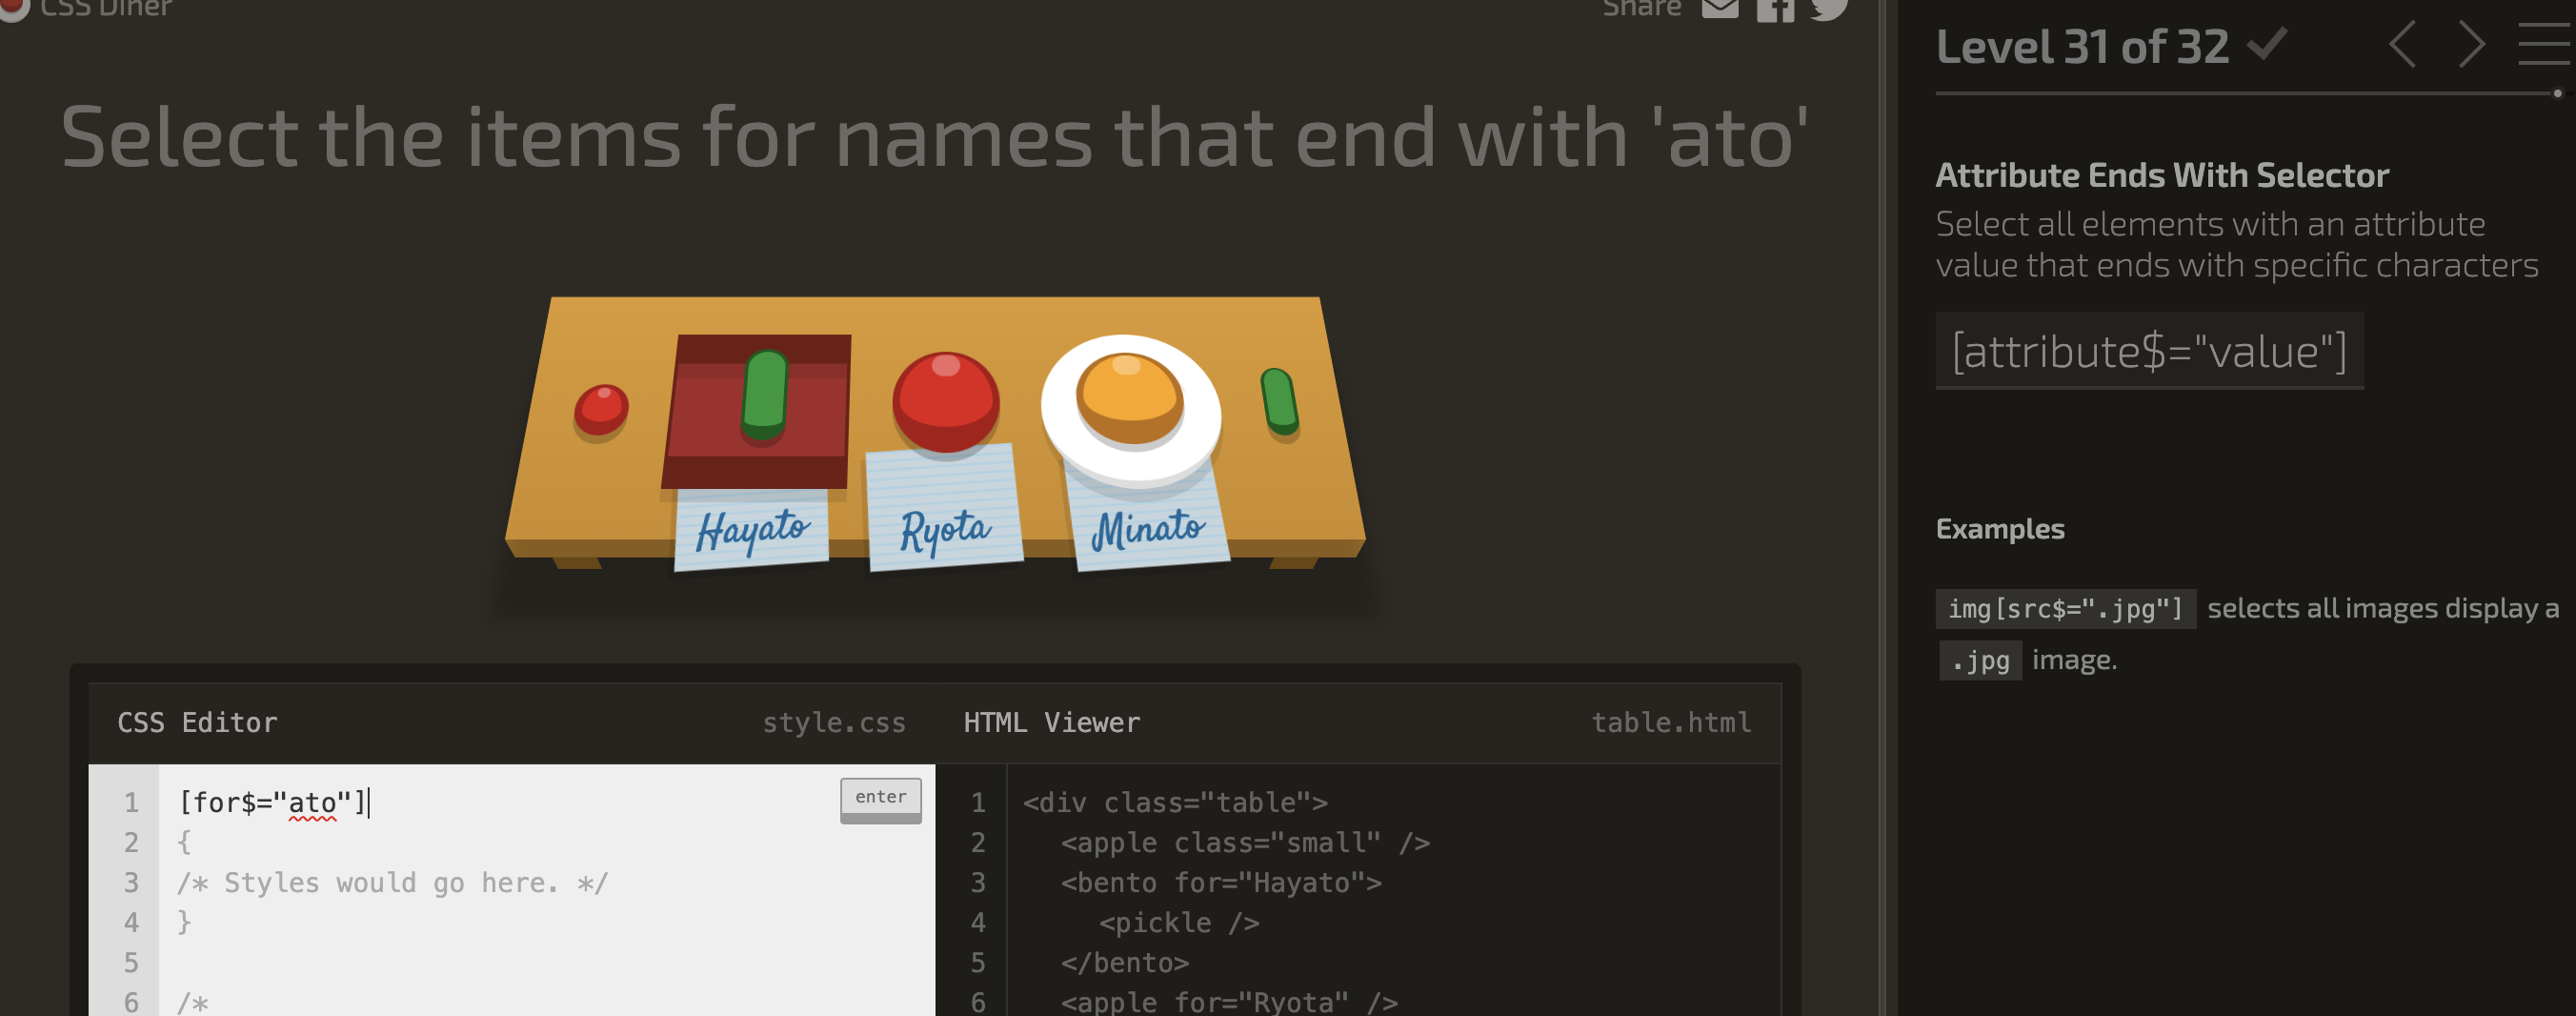 CSS Diner
Share
Level 31 of 32
Select the items for names that end with 'ato'
Hayato
Ryota
Minato
CSS Editor
style.css
1 [for$="ato"]
enter
2 {
3 /* Styles would go here. */
4 }
5
6 /*
HTML Viewer
table.html
1 <div class="table">
2 <apple class="small" />
3 <bento for="Hayato">
4 <pickle />
5 </bento>
6 <apple for="Ryota" />
Attribute Ends With Selector
Select all elements with an attribute
value that ends with specific characters
[attribute$="value"]
Examples
img[src$=".jpg"] selects all images display a
.jpg image.